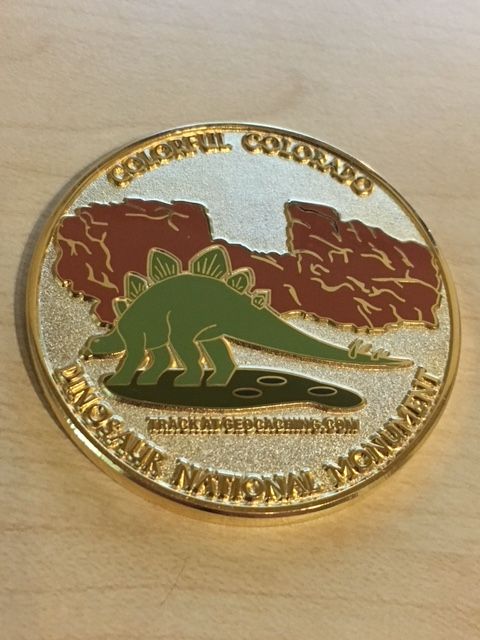 COLORFUL COLORADO
TRACK AT GEOCACHING.COM
DINOSAUR NATIONAL MONUMENT